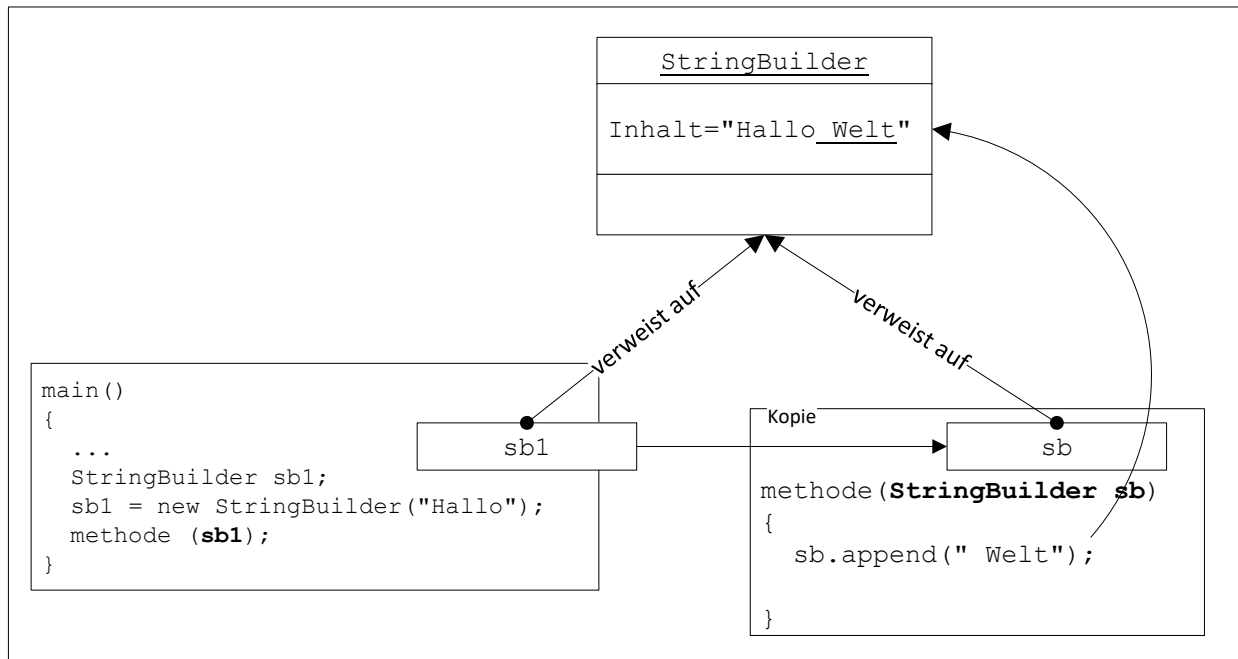 StringBuilder
Inhalt="Hallo Welt"
verweist auf
verweist auf
main()
{
...
StringBuilder sb1;
sb1 = new StringBuilder("Hallo");
methode (sb1);
}
sb1
Kopie
sb
methode(StringBuilder sb)
{
sb.append(" Welt");
}